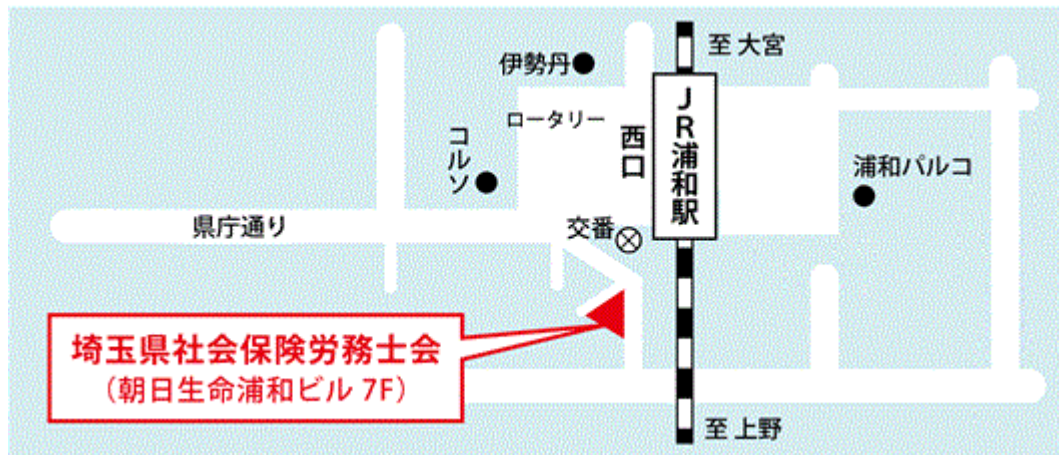 至 大宮
伊勢丹
ロータリー
西口
JR浦和駅
コルソ
浦和パルコ
県庁通り
交番
埼玉県社会保険労務士会
（朝日生命浦和ビル 7F）
至 上野